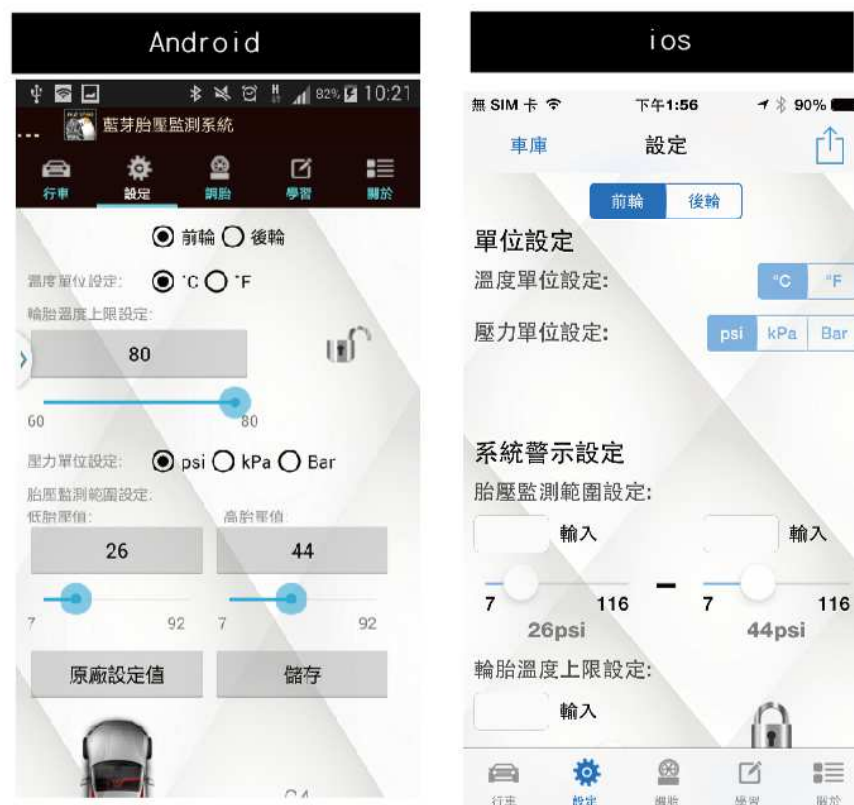 Android
82% 10:21
... 藍芽胎壓監測系統
行車 設定 調胎 學習 關於
前輪 後輪
溫度單位設定: °C °F
輪胎溫度上限設定:
80
60 80
壓力單位設定: psi kPa Bar
胎壓監測範圍設定:
低胎壓值: 高胎壓值:
26 44
7 92 7 92
原廠設定值 儲存
ios
無 SIM 卡 下午1:56 90%
車庫 設定
前輪 後輪
單位設定
溫度單位設定: °C °F
壓力單位設定: psi kPa Bar
系統警示設定
胎壓監測範圍設定:
輸入 輸入
7 116 – 7 116
26psi 44psi
輪胎溫度上限設定:
輸入
行車 設定 調胎 學習 關於